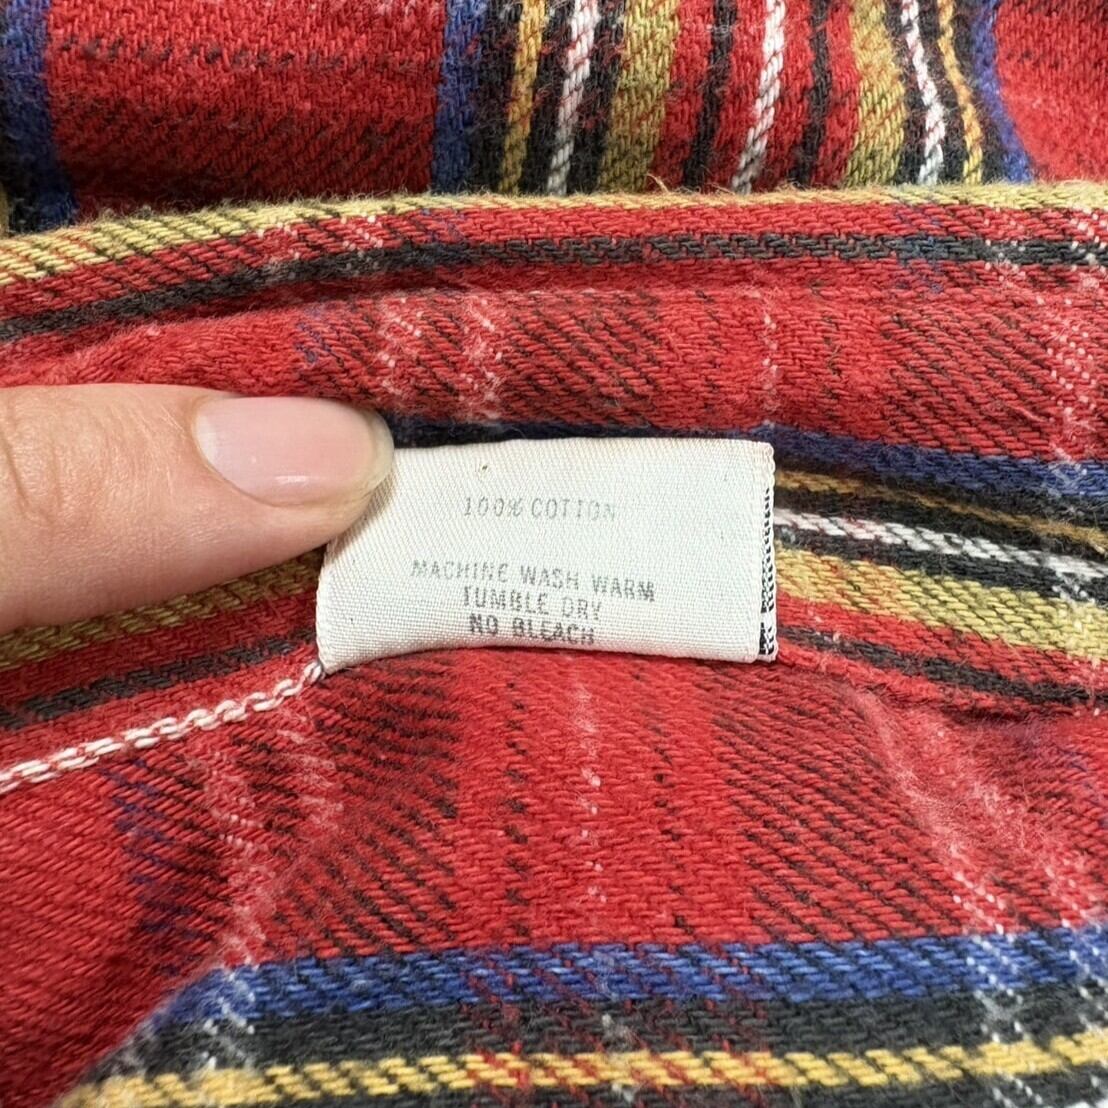 100% COTTON
MACHINE WASH WARM
TUMBLE DRY
NO BLEACH